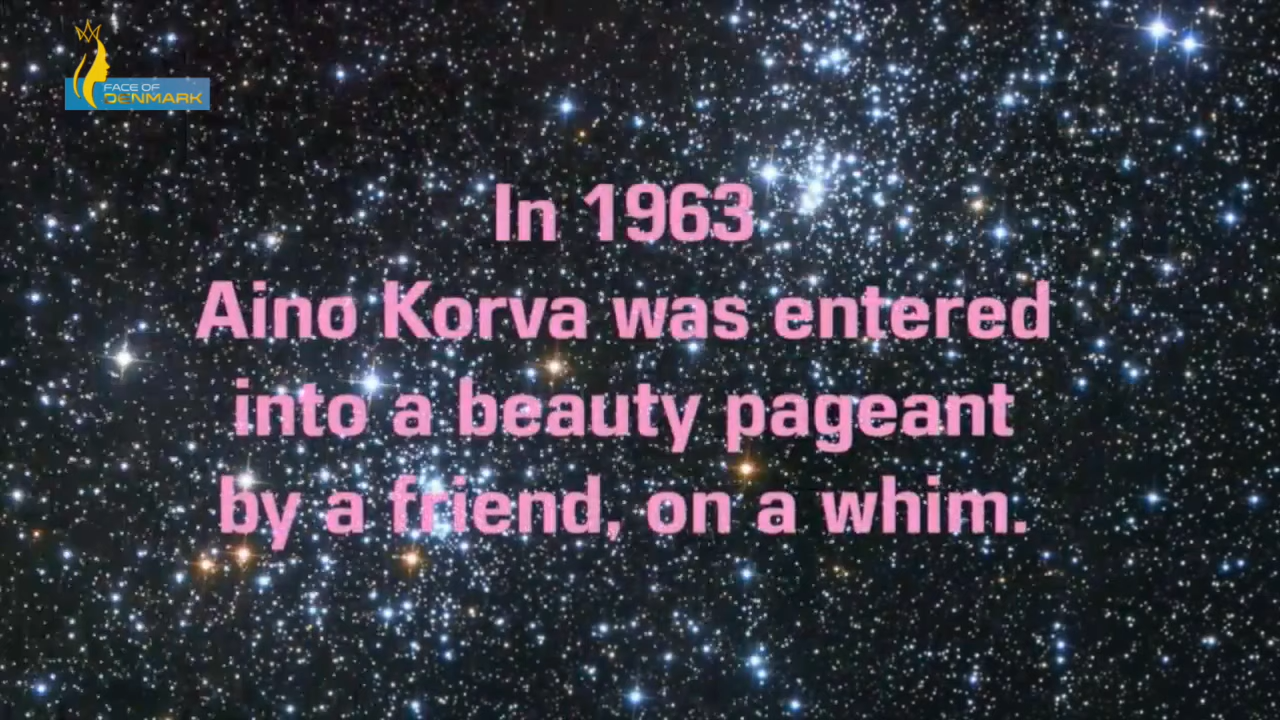 FACE OF
DENMARK
In 1963
Aino Korva was entered
into a beauty pageant
by a friend, on a whim.